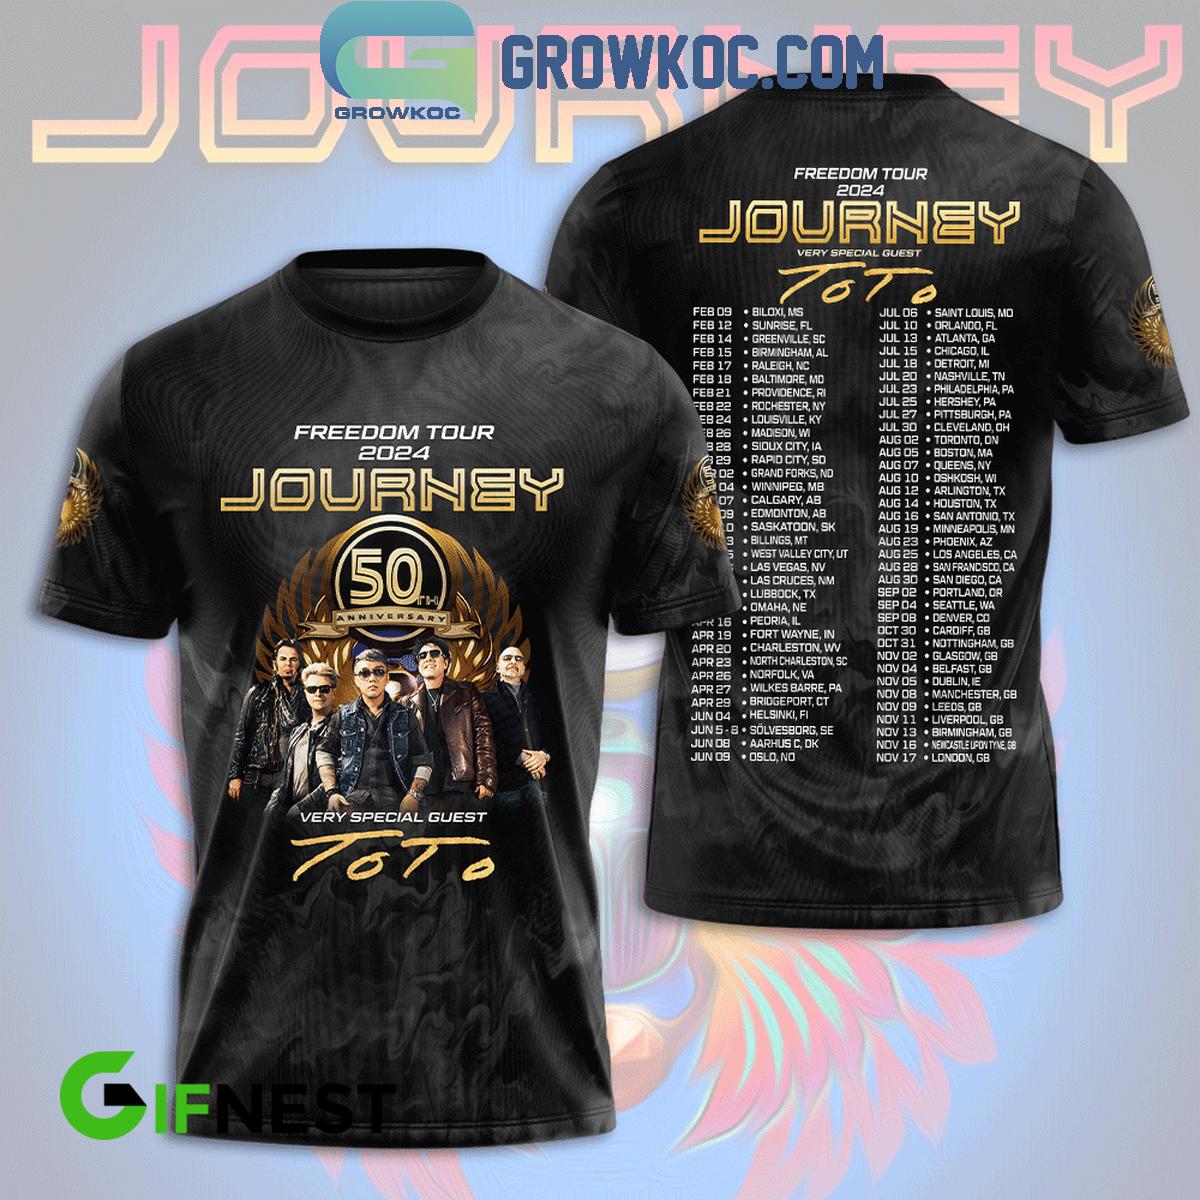 JOURNEY
GROWKOC
GROWKOC.COM
FREEDOM TOUR
2024
JOURNEY
50TH
ANNIVERSARY
VERY SPECIAL GUEST
TOTO
FREEDOM TOUR
2024
JOURNEY
VERY SPECIAL GUEST
TOTO
FEB 09 • BILOXI, MS
FEB 12 • SUNRISE, FL
FEB 14 • GREENVILLE, SC
FEB 15 • BIRMINGHAM, AL
FEB 17 • RALEIGH, NC
FEB 18 • BALTIMORE, MD
FEB 21 • PROVIDENCE, RI
FEB 22 • ROCHESTER, NY
FEB 24 • LOUISVILLE, KY
FEB 26 • MADISON, WI
28 • SIOUX CITY, IA
29 • RAPID CITY, SD
02 • GRAND FORKS, ND
04 • WINNIPEG, MB
07 • CALGARY, AB
09 • EDMONTON, AB
0 • SASKATOON, SK
3 • BILLINGS, MT
• WEST VALLEY CITY, UT
• LAS VEGAS, NV
• LAS CRUCES, NM
• LUBBOCK, TX
• OMAHA, NE
APR 16 • PEORIA, IL
APR 19 • FORT WAYNE, IN
APR 20 • CHARLESTON, WV
APR 23 • NORTH CHARLESTON, SC
APR 26 • NORFOLK, VA
APR 27 • WILKES BARRE, PA
APR 29 • BRIDGEPORT, CT
JUN 04 • HELSINKI, FI
JUN 5 - 8 • SÖLVESBORG, SE
JUN 08 • AARHUS C, DK
JUN 09 • OSLO, NO
JUL 06 • SAINT LOUIS, MO
JUL 10 • ORLANDO, FL
JUL 13 • ATLANTA, GA
JUL 15 • CHICAGO, IL
JUL 18 • DETROIT, MI
JUL 20 • NASHVILLE, TN
JUL 23 • PHILADELPHIA, PA
JUL 25 • HERSHEY, PA
JUL 27 • PITTSBURGH, PA
JUL 30 • CLEVELAND, OH
AUG 02 • TORONTO, ON
AUG 05 • BOSTON, MA
AUG 07 • QUEENS, NY
AUG 10 • OSHKOSH, WI
AUG 12 • ARLINGTON, TX
AUG 14 • HOUSTON, TX
AUG 16 • SAN ANTONIO, TX
AUG 19 • MINNEAPOLIS, MN
AUG 23 • PHOENIX, AZ
AUG 25 • LOS ANGELES, CA
AUG 28 • SAN FRANCISCO, CA
AUG 30 • SAN DIEGO, CA
SEP 02 • PORTLAND, OR
SEP 04 • SEATTLE, WA
SEP 08 • DENVER, CO
OCT 30 • CARDIFF, GB
OCT 31 • NOTTINGHAM, GB
NOV 02 • GLASGOW, GB
NOV 04 • BELFAST, GB
NOV 05 • DUBLIN, IE
NOV 08 • MANCHESTER, GB
NOV 09 • LEEDS, GB
NOV 11 • LIVERPOOL, GB
NOV 13 • BIRMINGHAM, GB
NOV 16 • NEWCASTLE UPON TYNE, GB
NOV 17 • LONDON, GB
GIFNEST